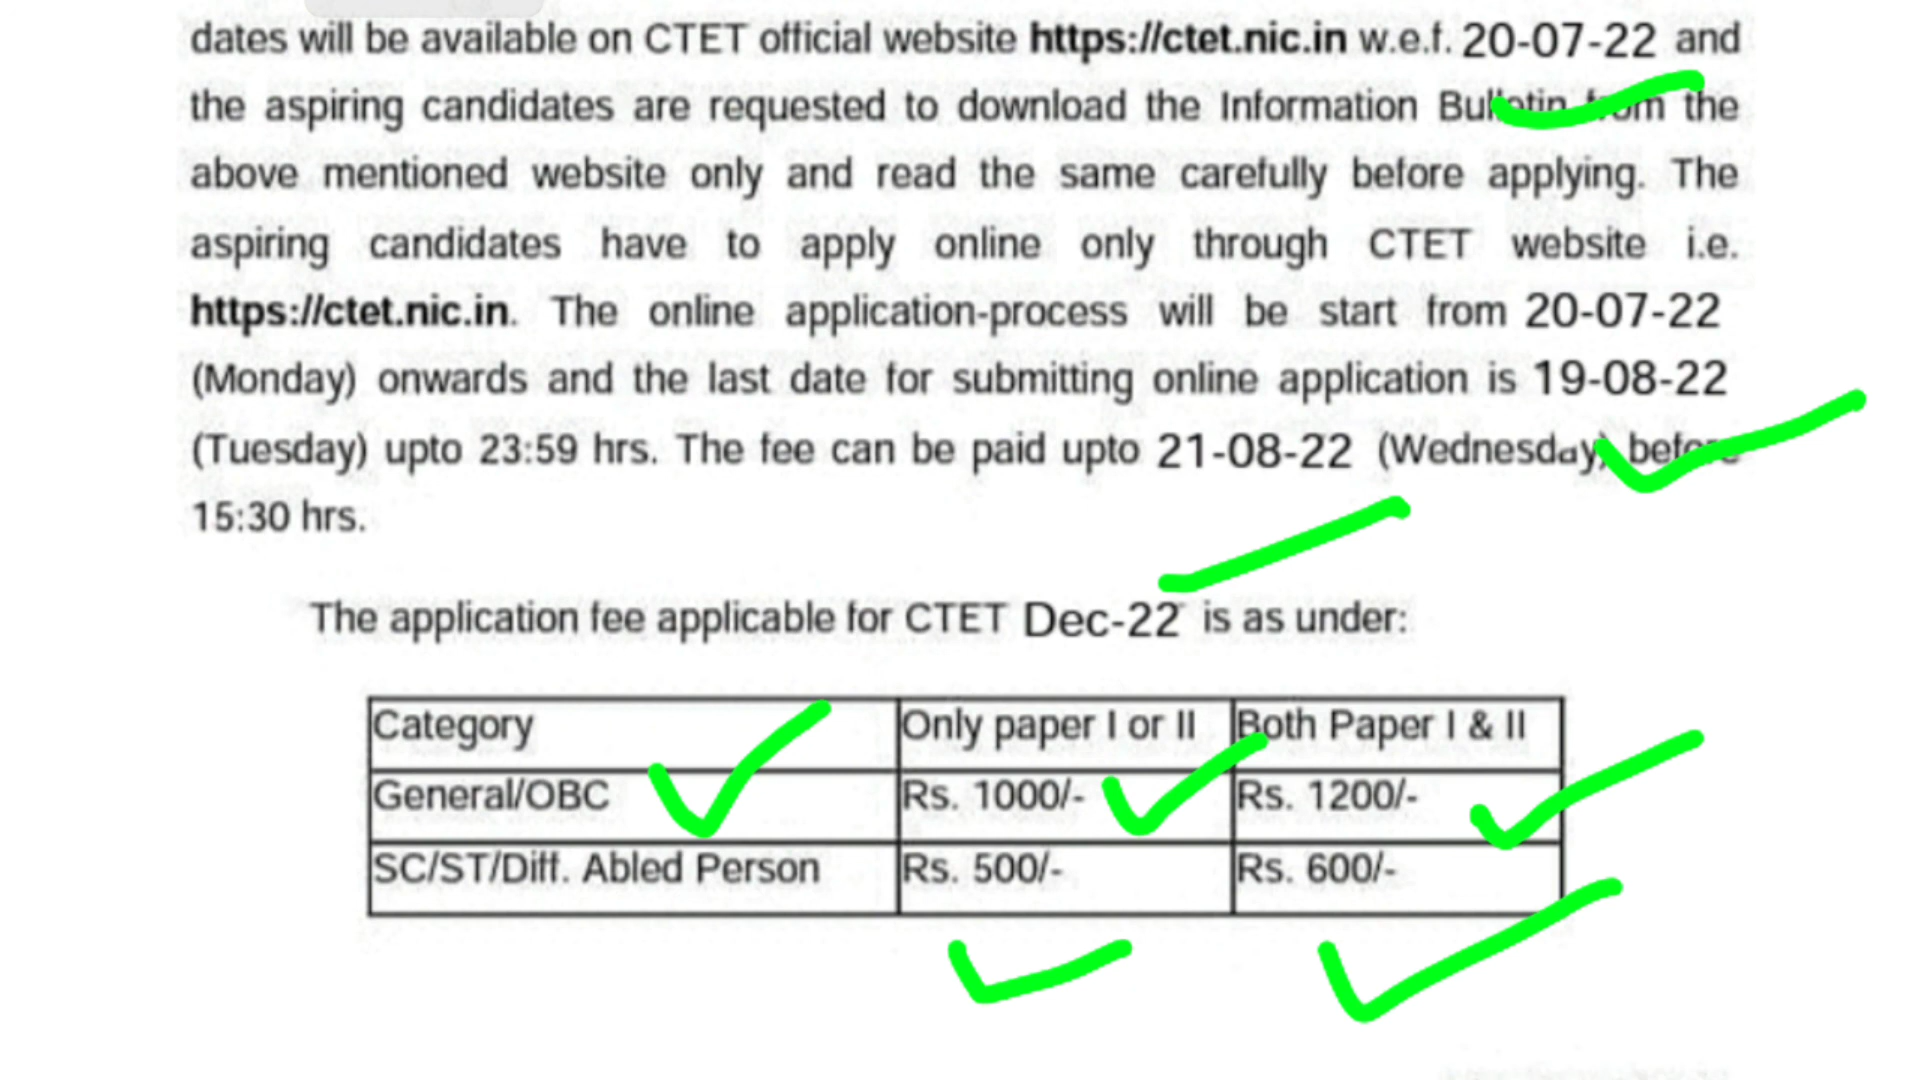 dates will be available on CTET official website https://ctet.nic.in w.e.f. 20-07-22 and
the aspiring candidates are requested to download the Information Bulletin from the
above mentioned website only and read the same carefully before applying. The
aspiring candidates have to apply online only through CTET website i.e.
https://ctet.nic.in. The online application-process will be start from 20-07-22
(Monday) onwards and the last date for submitting online application is 19-08-22
(Tuesday) upto 23:59 hrs. The fee can be paid upto 21-08-22 (Wednesday) before
15:30 hrs.
The application fee applicable for CTET Dec-22 is as under:
Category Only paper I or II Both Paper I & II
General/OBC Rs. 1000/- Rs. 1200/-
SC/ST/Diff. Abled Person Rs. 500/- Rs. 600/-